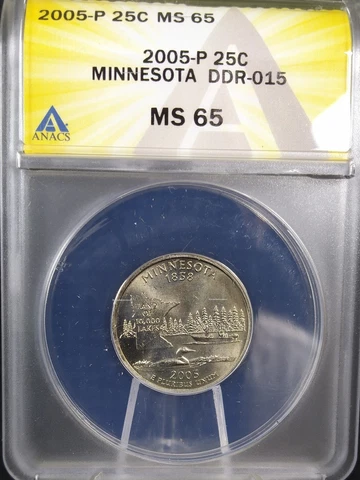 2005-P 25C MS 65
2005-P 25C
MINNESOTA DDR-015
MS 65
ANACS
MINNESOTA
1858
LAND
OF
10,000
LAKES
2005
E PLURIBUS UNUM